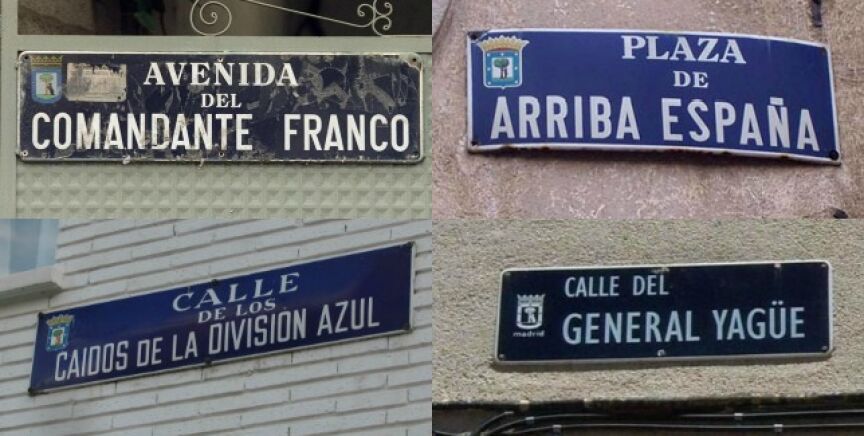 AVEÑIDA
DEL
COMANDANTE FRANCO
PLAZA
DE
ARRIBA ESPAÑA
CALLE
DE LOS
CAIDOS DE LA DIVISIÓN AZUL
CALLE DEL
GENERAL YAGÜE
madrid